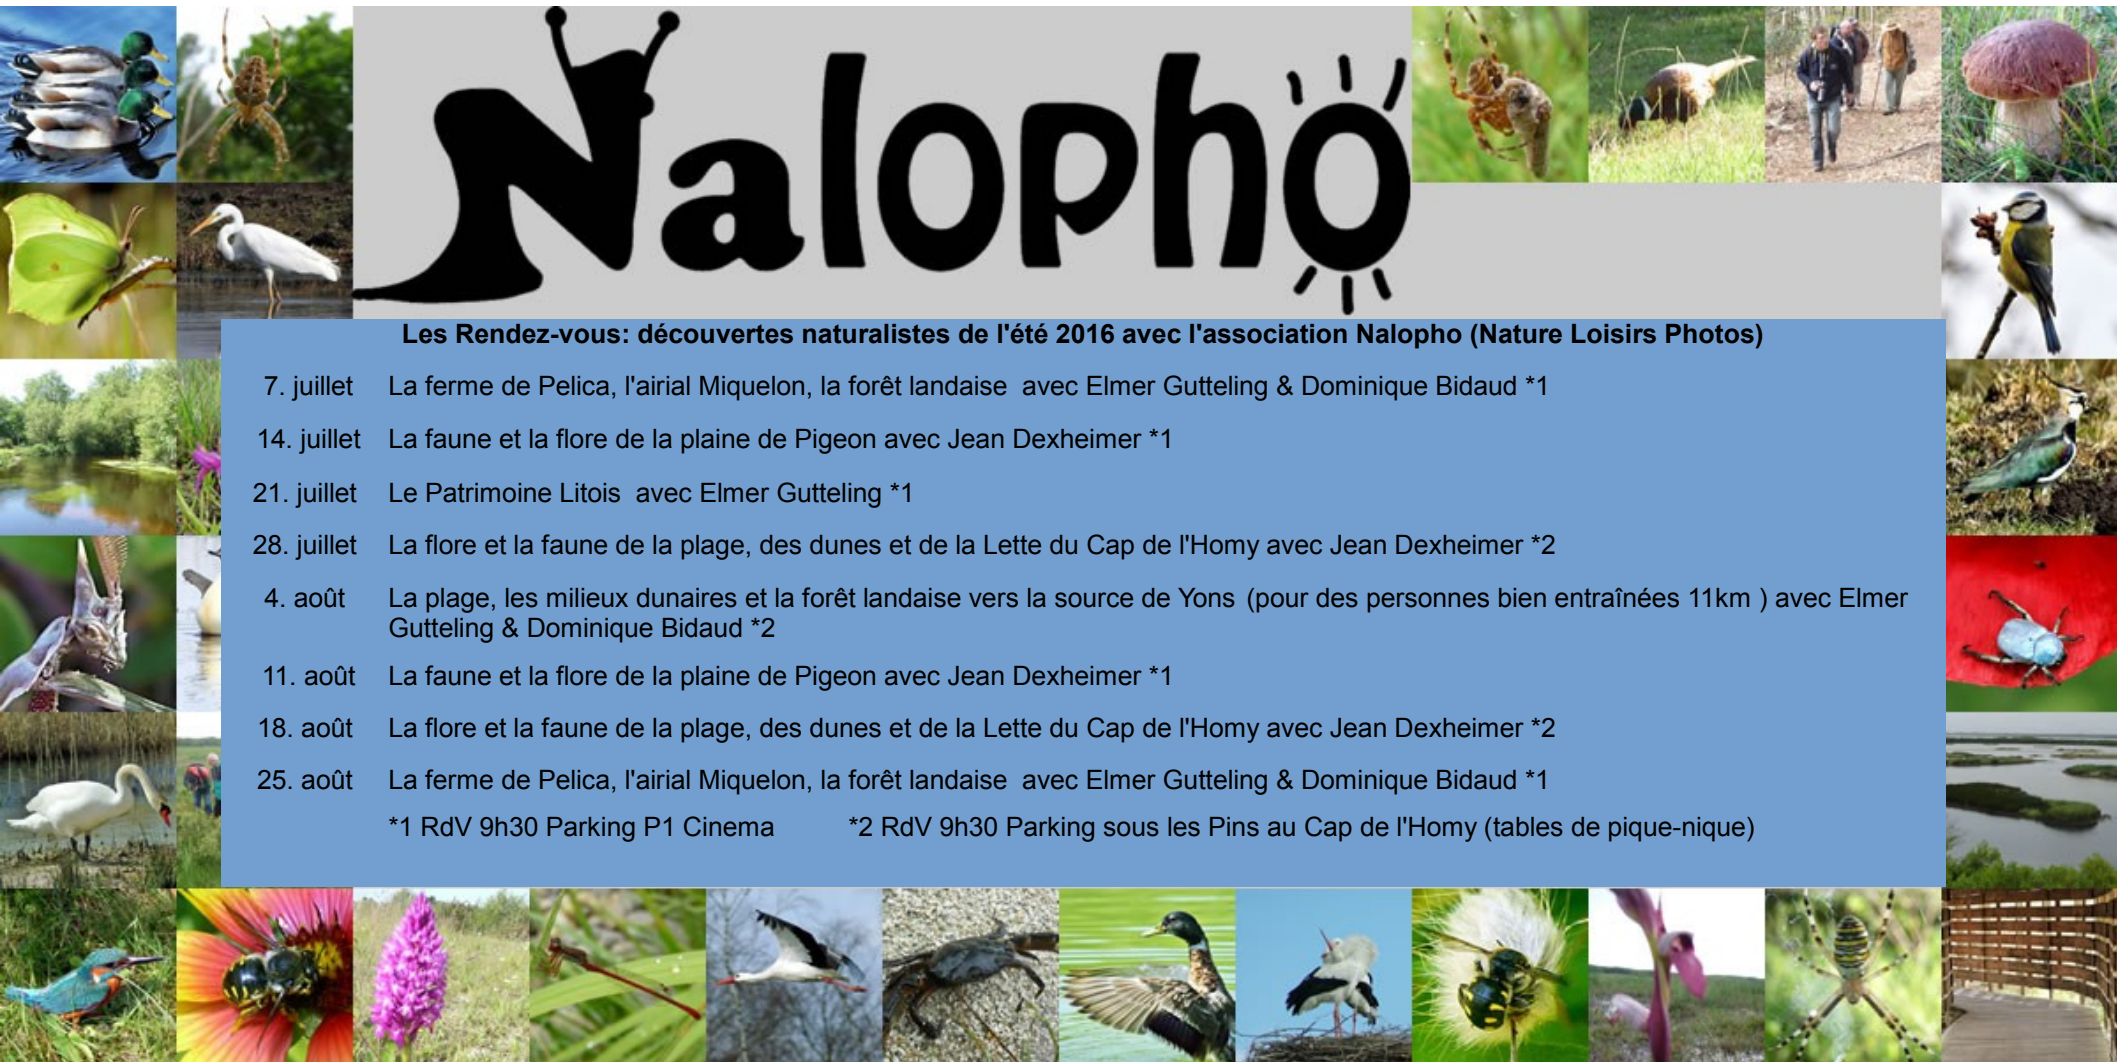 Nalopho
Les Rendez-vous: découvertes naturalistes de l'été 2016 avec l'association Nalopho (Nature Loisirs Photos)
7. juillet La ferme de Pelica, l'airial Miquelon, la forêt landaise avec Elmer Gutteling & Dominique Bidaud *1
14. juillet La faune et la flore de la plaine de Pigeon avec Jean Dexheimer *1
21. juillet Le Patrimoine Litois avec Elmer Gutteling *1
28. juillet La flore et la faune de la plage, des dunes et de la Lette du Cap de l'Homy avec Jean Dexheimer *2
4. août La plage, les milieux dunaires et la forêt landaise vers la source de Yons (pour des personnes bien entraînées 11km ) avec Elmer
Gutteling & Dominique Bidaud *2
11. août La faune et la flore de la plaine de Pigeon avec Jean Dexheimer *1
18. août La flore et la faune de la plage, des dunes et de la Lette du Cap de l'Homy avec Jean Dexheimer *2
25. août La ferme de Pelica, l'airial Miquelon, la forêt landaise avec Elmer Gutteling & Dominique Bidaud *1
*1 RdV 9h30 Parking P1 Cinema *2 RdV 9h30 Parking sous les Pins au Cap de l'Homy (tables de pique-nique)